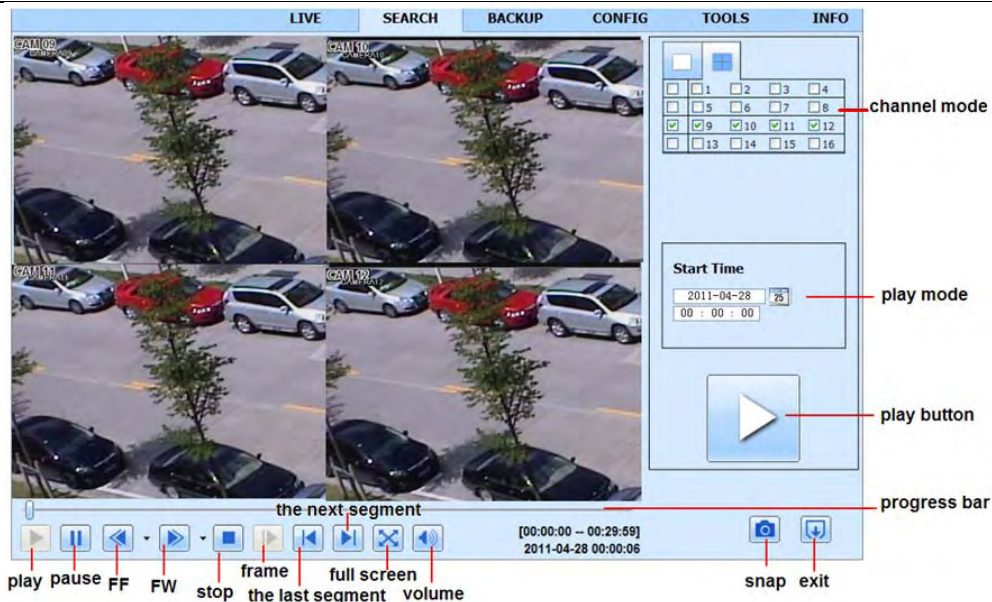 LIVE SEARCH BACKUP CONFIG TOOLS INFO
CAM 09
CAMERA09
CAM 10
CAMERA10
CAM 11
CAMERA11
CAM 12
CAMERA12
1 2 3 4
5 6 7 8
9 10 11 12
13 14 15 16
channel mode
Start Time
2011-04-28 25
00 : 00 : 00
play mode
play button
progress bar
the next segment
[00:00:00 -- 00:29:59]
2011-04-28 00:00:06
play pause FF FW stop frame the last segment full screen volume snap exit